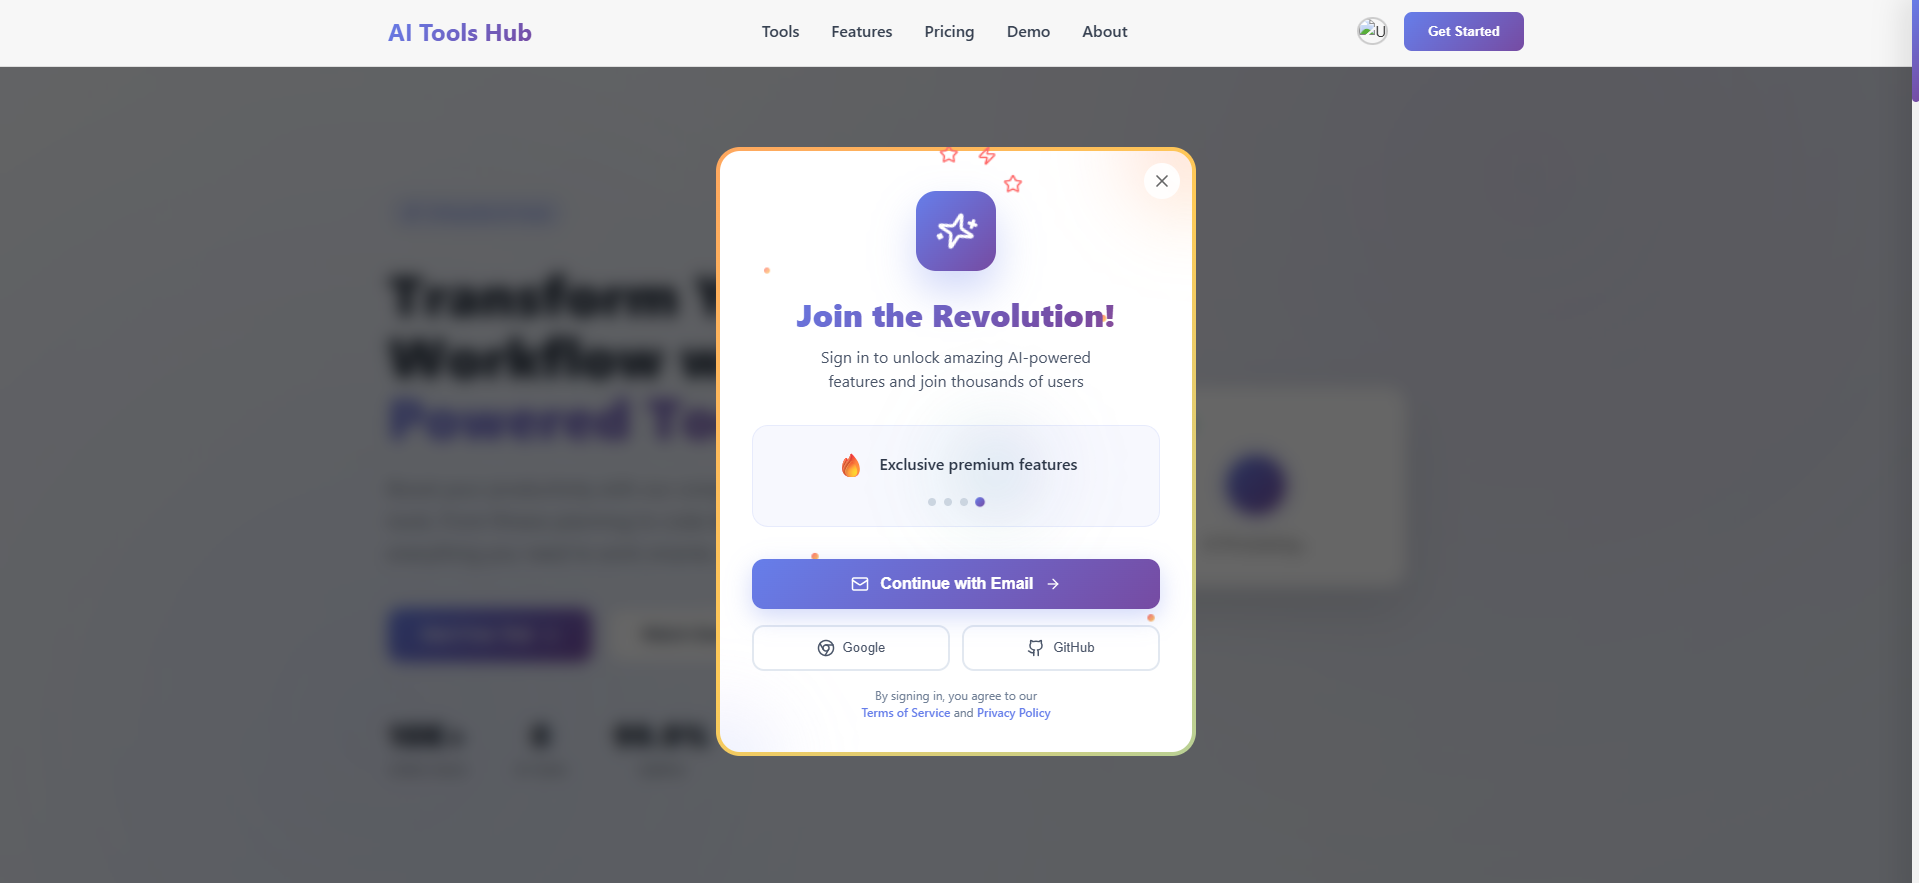 AI Tools Hub
Tools
Features
Pricing
Demo
About
U
Get Started
Transform Y
Workflow w
Powered To
Join the Revolution!
Sign in to unlock amazing AI-powered
features and join thousands of users
Exclusive premium features
Continue with Email
Google
GitHub
By signing in, you agree to our
Terms of Service and Privacy Policy